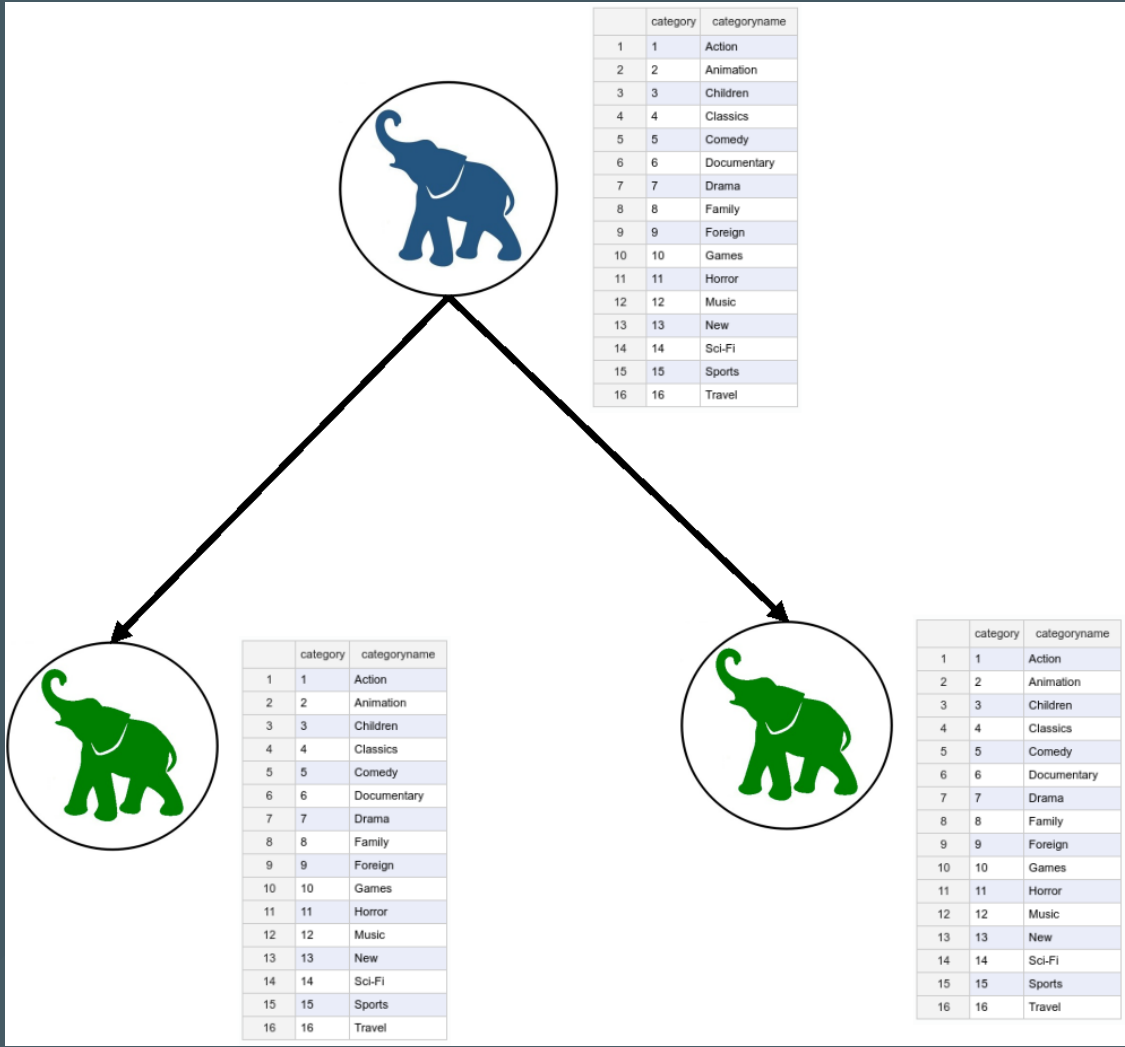 category categoryname
1 1 Action
2 2 Animation
3 3 Children
4 4 Classics
5 5 Comedy
6 6 Documentary
7 7 Drama
8 8 Family
9 9 Foreign
10 10 Games
11 11 Horror
12 12 Music
13 13 New
14 14 Sci-Fi
15 15 Sports
16 16 Travel
category categoryname
1 1 Action
2 2 Animation
3 3 Children
4 4 Classics
5 5 Comedy
6 6 Documentary
7 7 Drama
8 8 Family
9 9 Foreign
10 10 Games
11 11 Horror
12 12 Music
13 13 New
14 14 Sci-Fi
15 15 Sports
16 16 Travel
category categoryname
1 1 Action
2 2 Animation
3 3 Children
4 4 Classics
5 5 Comedy
6 6 Documentary
7 7 Drama
8 8 Family
9 9 Foreign
10 10 Games
11 11 Horror
12 12 Music
13 13 New
14 14 Sci-Fi
15 15 Sports
16 16 Travel